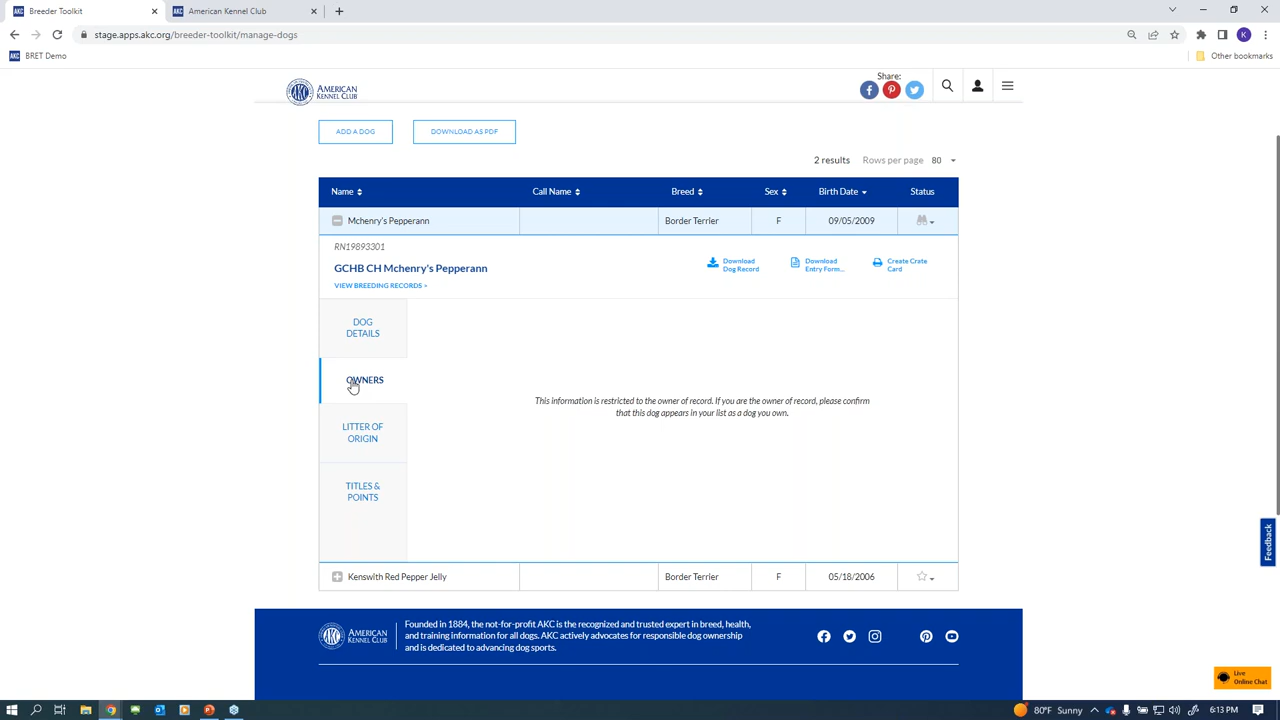 Breeder Toolkit
American Kennel Club
stage.apps.akc.org/breeder-toolkit/manage-dogs
K
AKC BRET Demo
Other bookmarks
AKC AMERICAN KENNEL CLUB
Share:
ADD A DOG
DOWNLOAD AS PDF
2 results Rows per page 80
Name Call Name Breed Sex Birth Date Status
Mchenry's Pepperann Border Terrier F 09/05/2009
RN19893301
GCHB CH Mchenry's Pepperann
Download Dog Record
Download Entry Form...
Create Crate Card
VIEW BREEDING RECORDS »
DOG
DETAILS
OWNERS
This information is restricted to the owner of record. If you are the owner of record, please confirm
that this dog appears in your list as a dog you own.
LITTER OF
ORIGIN
TITLES &
POINTS
Feedback
Kenswith Red Pepper Jelly Border Terrier F 05/18/2006
AKC AMERICAN KENNEL CLUB
Founded in 1884, the not-for-profit AKC is the recognized and trusted expert in breed, health,
and training information for all dogs. AKC actively advocates for responsible dog ownership
and is dedicated to advancing dog sports.
Live
Online Chat
80°F Sunny 6:13 PM